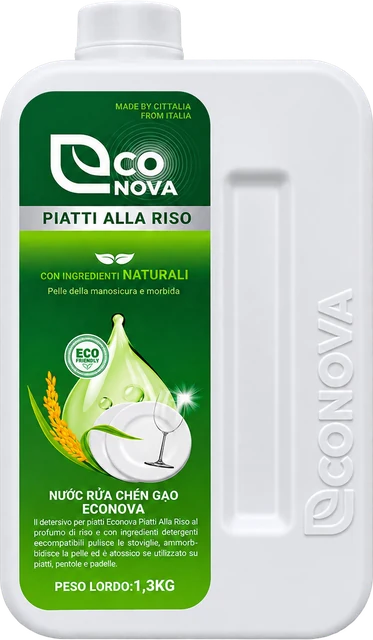 MADE BY CITTALIA
FROM ITALIA
ECO
NOVA
PIATTI ALLA RISO
CON INGREDIENTI NATURALI
Pelle della manosicura e morbida
ECO
FRIENDLY
NƯỚC RỬA CHÉN GẠO
ECONOVA
Il detersivo per piatti Econova Piatti Alla Riso al
profumo di riso e con ingredienti detergenti
eecompatibili pulisce le stoviglie, ammorb-
bidisce la pelle ed è atossico se utilizzato su
piatti, pentole e padelle.
PESO LORDO:1,3KG
ECONOVA